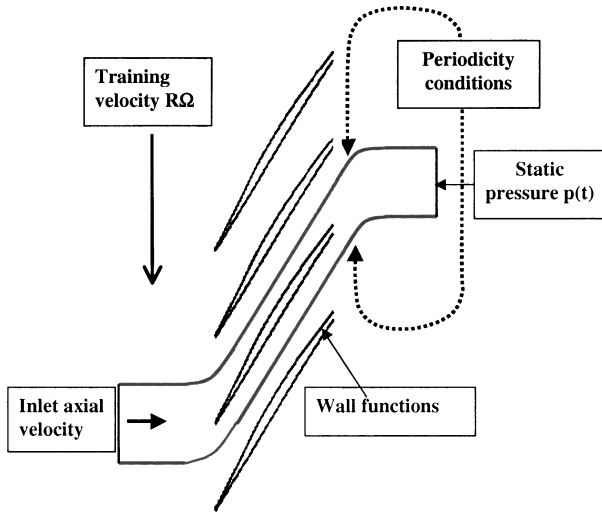 Training
velocity RΩ
Periodicity
conditions
Static
pressure p(t)
Inlet axial
velocity
Wall functions